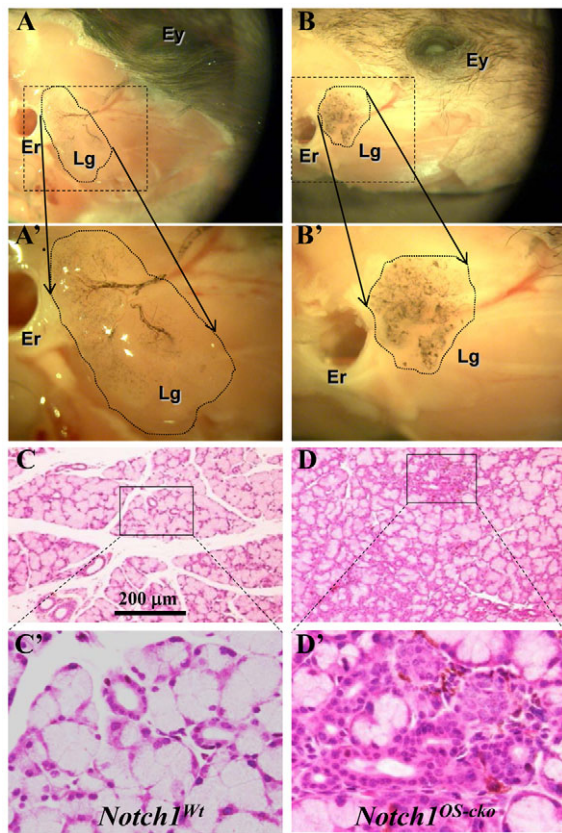 A
Ey
Er
Lg
B
Ey
Er
Lg
A'
Er
Lg
B'
Er
Lg
C
200 μm
D
C'
Notch1Wt
D'
Notch1OS-cko